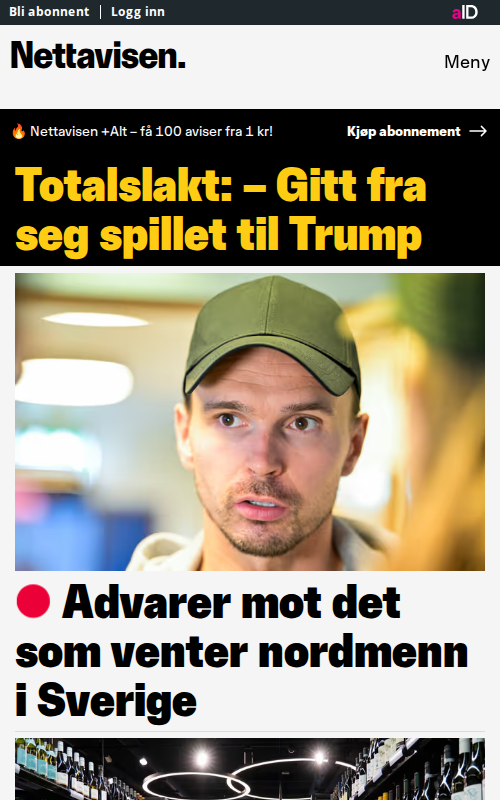 Bli abonnent | Logg inn
aID
Nettavisen.
Meny
🔥 Nettavisen +Alt – få 100 aviser fra 1 kr!
Kjøp abonnement →
Totalslakt: – Gitt fra
seg spillet til Trump
🔴 Advarer mot det
som venter nordmenn
i Sverige